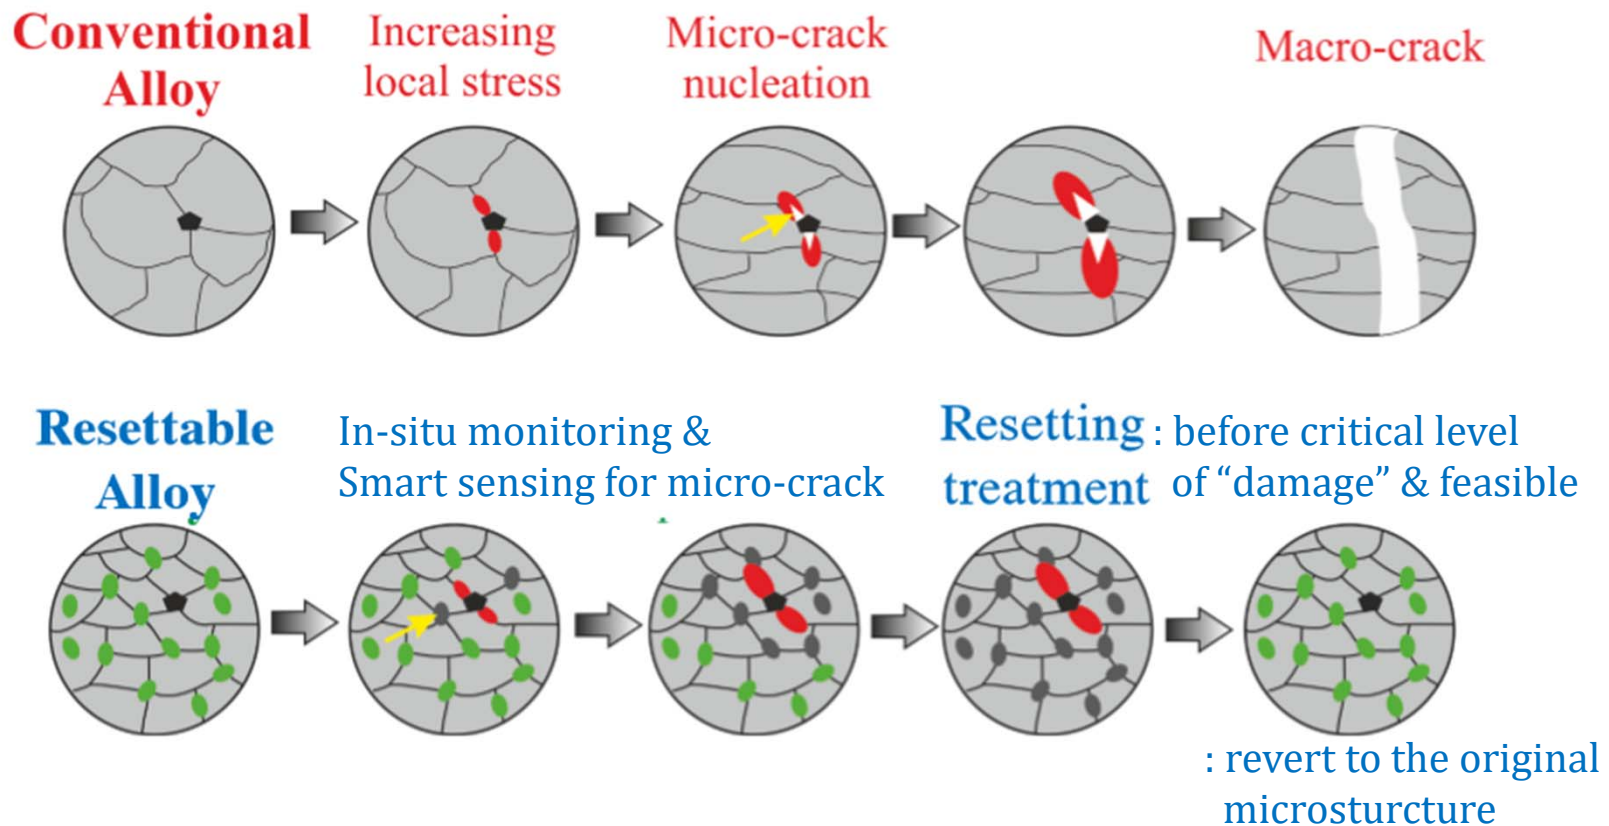 Conventional
Alloy
Increasing
local stress
Micro-crack
nucleation
Macro-crack
Resettable
Alloy
In-situ monitoring &
Smart sensing for micro-crack
Resetting : before critical level
treatment of “damage” & feasible
: revert to the original
microsturcture